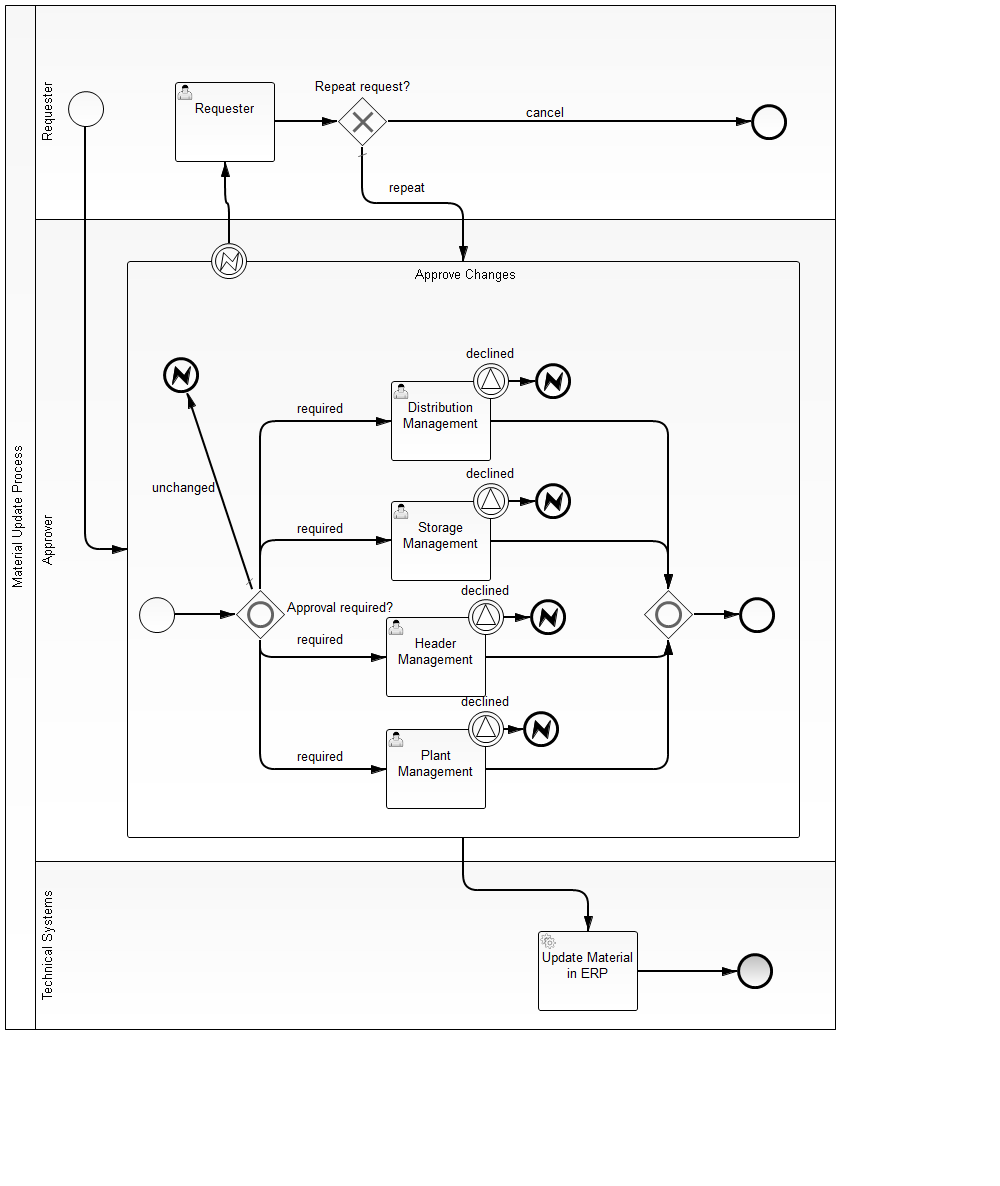 Material Update Process
Requester
Requester
Repeat request?
cancel
repeat
Approver
Approve Changes
unchanged
required
declined
Distribution
Management
required
declined
Storage
Management
Approval required?
required
declined
Header
Management
required
declined
Plant
Management
Technical Systems
Update Material
in ERP